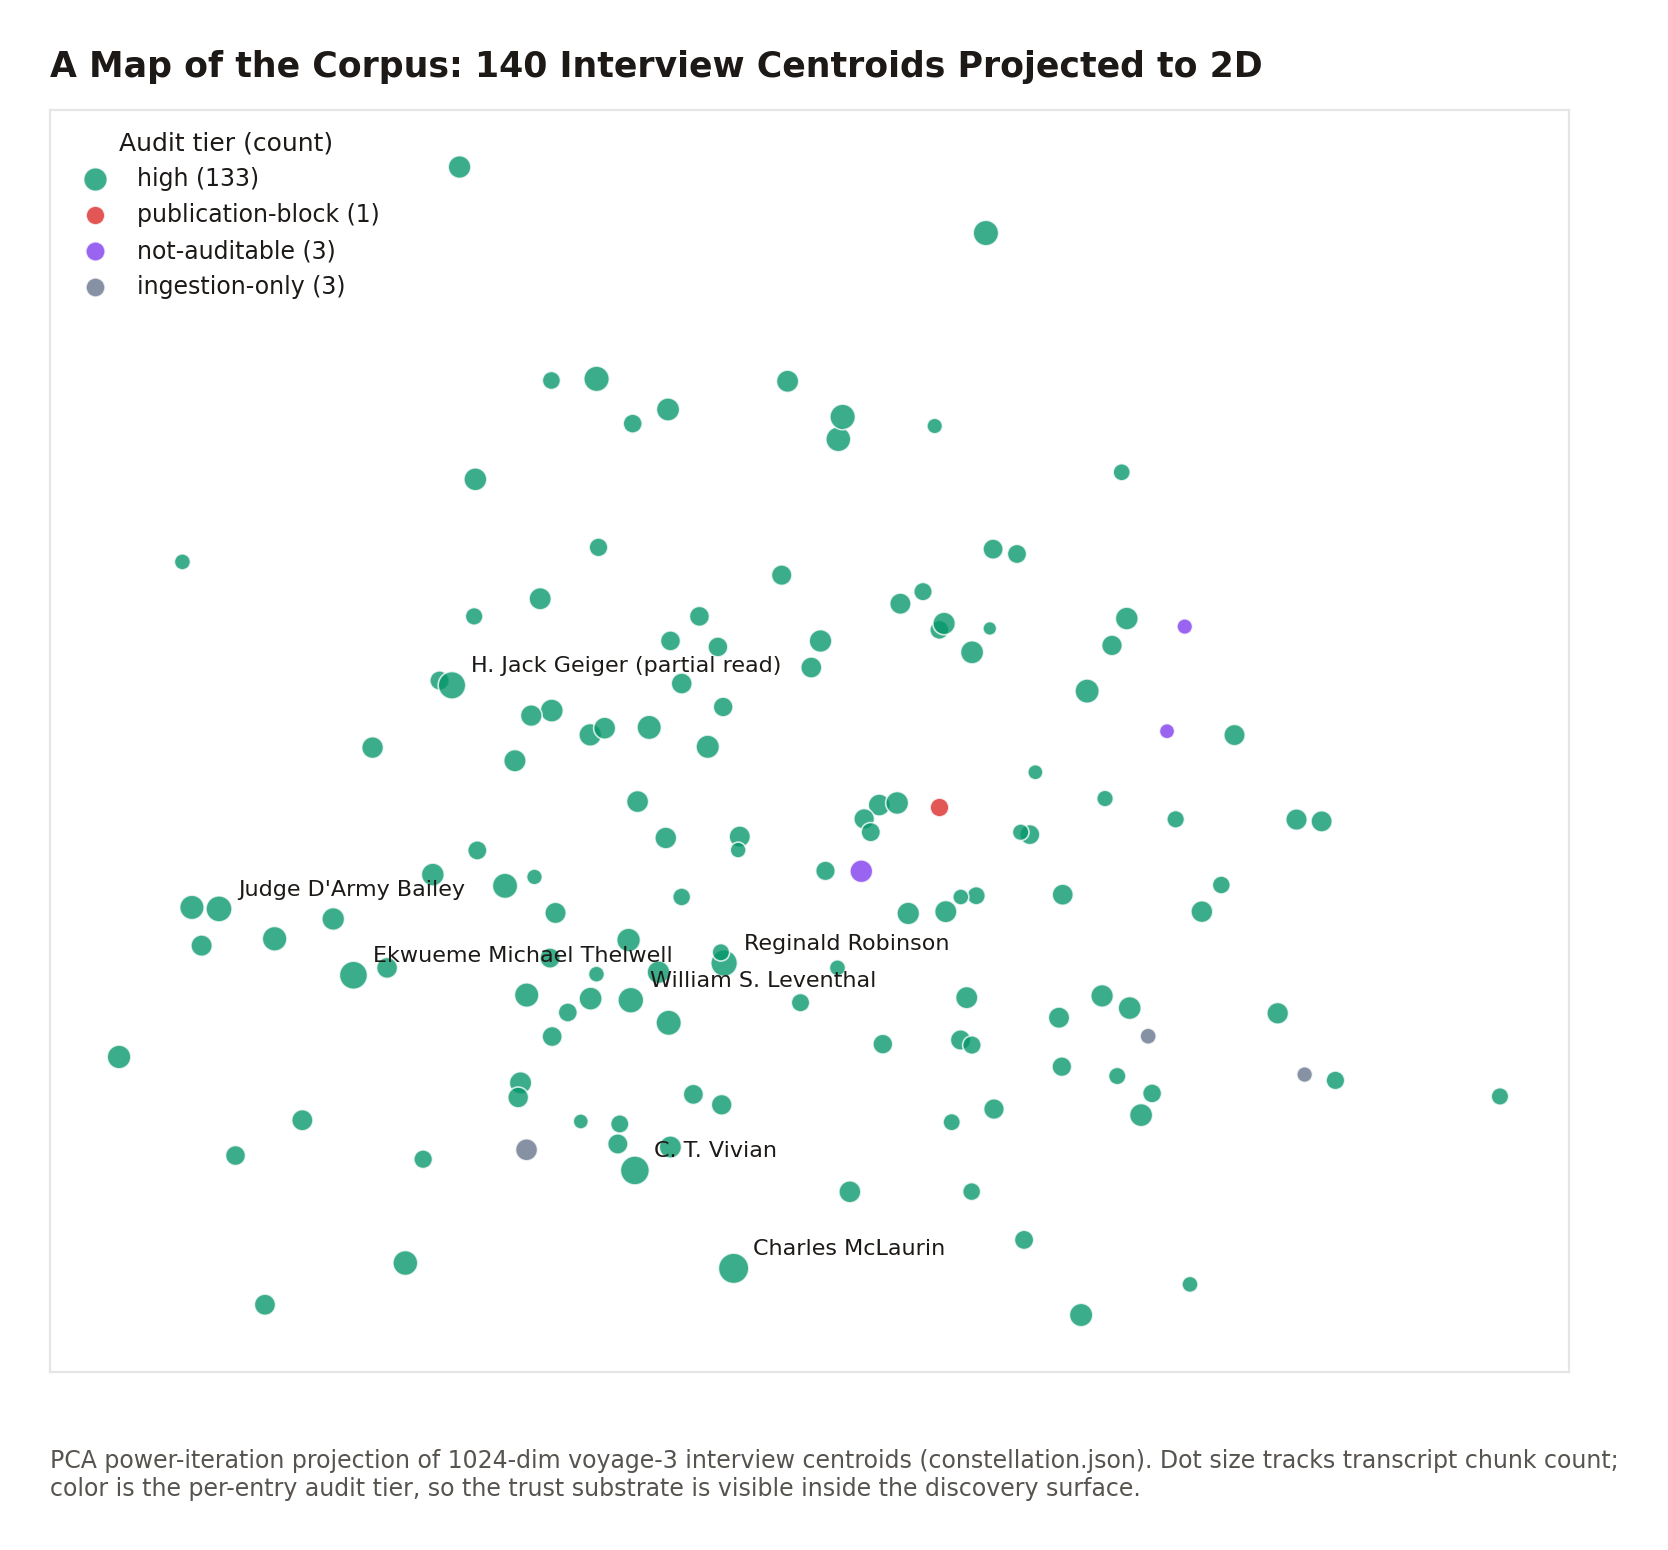 A Map of the Corpus: 140 Interview Centroids Projected to 2D
Audit tier (count)
high (133)
publication-block (1)
not-auditable (3)
ingestion-only (3)
H. Jack Geiger (partial read)
Judge D'Army Bailey
Reginald Robinson
Ekwueme Michael Thelwell
William S. Leventhal
C. T. Vivian
Charles McLaurin
PCA power-iteration projection of 1024-dim voyage-3 interview centroids (constellation.json). Dot size tracks transcript chunk count;
color is the per-entry audit tier, so the trust substrate is visible inside the discovery surface.